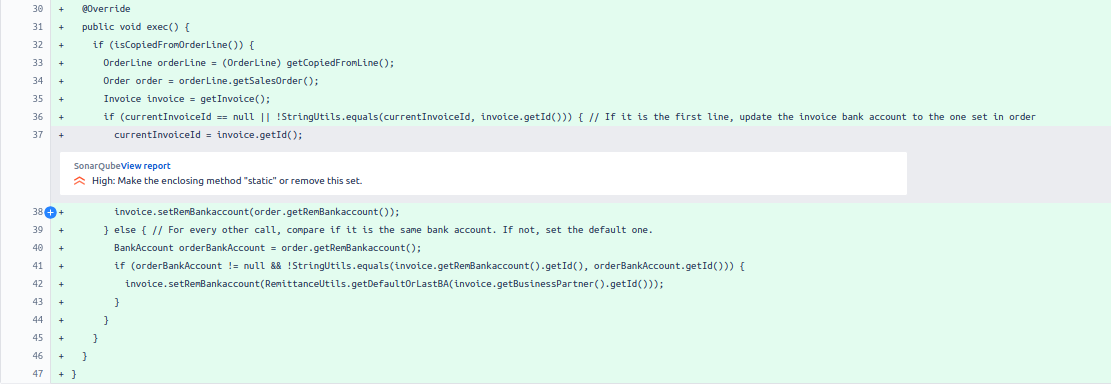 30 + @Override
31 + public void exec() {
32 + if (isCopiedFromOrderLine()) {
33 + OrderLine orderLine = (OrderLine) getCopiedFromLine();
34 + Order order = orderLine.getSalesOrder();
35 + Invoice invoice = getInvoice();
36 + if (currentInvoiceId == null || !StringUtils.equals(currentInvoiceId, invoice.getId())) { // If it is the first line, update the invoice bank account to the one set in order
37 + currentInvoiceId = invoice.getId();
SonarQubeView report
High: Make the enclosing method "static" or remove this set.
38 + + invoice.setRemBankaccount(order.getRemBankaccount());
39 + } else { // For every other call, compare if it is the same bank account. If not, set the default one.
40 + BankAccount orderBankAccount = order.getRemBankaccount();
41 + if (orderBankAccount != null && !StringUtils.equals(invoice.getRemBankaccount().getId(), orderBankAccount.getId())) {
42 + invoice.setRemBankaccount(RemittanceUtils.getDefaultOrLastBA(invoice.getBusinessPartner().getId()));
43 + }
44 + }
45 + }
46 + }
47 + }